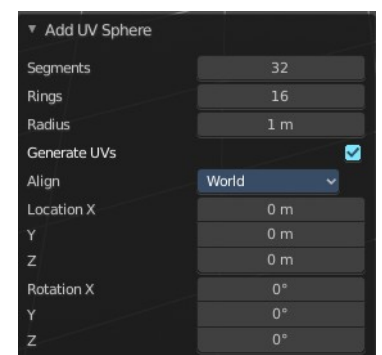 Add UV Sphere
Segments 32
Rings 16
Radius 1 m
Generate UVs
Align World
Location X 0 m
Y 0 m
Z 0 m
Rotation X 0°
Y 0°
Z 0°